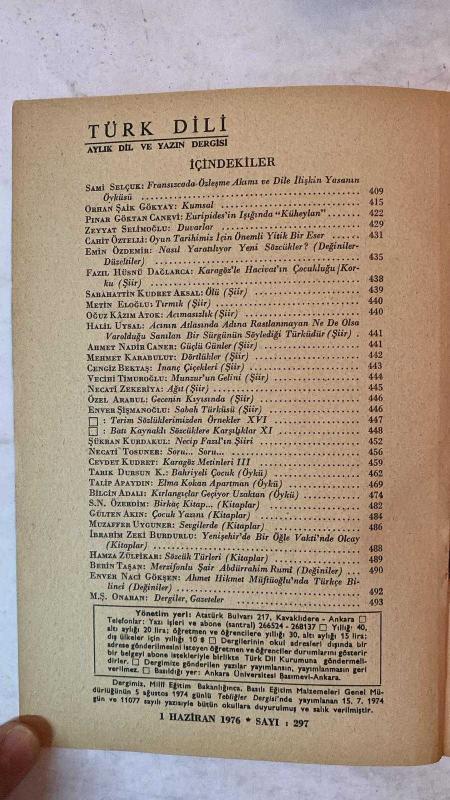 TÜRK DİLİ
AYLIK DİL VE YAZIN DERGİSİ
İÇİNDEKİLER
SAMİ SELÇUK: Fransızcada Özleşme Akımı ve Dile İlişkin Yasanın
Öyküsü ........ 409
ORHAN ŞAİK GÖKYAY: Kumsal ........ 415
PINAR GÖKTAN CANEVİ: Euripides'in Işığında "Küheylan" ...... 422
ZEYYAT SELİMOĞLU: Duvarlar ........ 429
CAHİT ÖZTELLİ: Oyun Tarihimiz İçin Önemli Yitik Bir Eser ... 431
EMİN ÖZDEMİR: Nasıl Yaratılıyor Yeni Sözcükler? (Değiniler-
Düzeltiler) ........ 435
FAZIL HÜSNÜ DAĞLARCA: Karagöz'le Hacivat'ın Çocukluğu/Kor-
ku (Şiir) ........ 438
SABAHATTİN KUDRET AKSAL: Ölü (Şiir) ........ 439
METİN ELOĞLU: Tırmık (Şiir) ........ 440
OĞUZ KÂZIM ATOK: Acımasızlık (Şiir) ........ 440
HALİL UYSAL: Acının Atlasında Adına Rastlanmayan Ne De Olsa
Varolduğu Sanılan Bir Sürgünün Söylediği Türküdür (Şiir) . 441
AHMET NADİR CANER: Güçlü Günler (Şiir) ........ 441
MEHMET KARABULUT: Dörtlükler (Şiir) ........ 442
CENGİZ BEKTAŞ: İnanç Çiçekleri (Şiir) ........ 443
VECİHİ TİMUROĞLU: Munzur'un Gelini (Şiir) ........ 444
NECATİ ZEKERİYA: Ağıt (Şiir) ........ 445
ÖZEL ARABUL: Gecenin Kıyısında (Şiir) ........ 446
ENVER ŞİŞMANOĞLU: Sabah Türküsü (Şiir) ........ 446
□ : Terim Sözlüklerimizden Örnekler XVI ........ 447
□ : Batı Kaynaklı Sözcüklere Karşılıklar XI ........ 448
ŞÜKRAN KURDAKUL: Necip Fazıl'ın Şiiri ........ 452
NECATİ TOSUNER: Soru... Soru... ........ 456
CEVDET KUDRET: Karagöz Metinleri III ........ 459
TARIK DURSUN K.: Bahriyeli Çocuk (Öykü) ........ 462
TALİP APAYDIN: Elma Kokan Apartman (Öykü) ........ 469
BİLGİN ADALI: Kırlangıçlar Geçiyor Uzaktan (Öykü) ........ 474
S.N. ÖZERDİM: Birkaç Kitap... (Kitaplar) ........ 482
GÜLTEN AKIN: Çocuk Yazını (Kitaplar) ........ 484
MUZAFFER UYGUNER: Sevgilerde (Kitaplar) ........ 486
İBRAHİM ZEKİ BURDURLU: Yenişehir'de Bir Öğle Vakti'nde Olcay
(Kitaplar) ........ 488
HAMZA ZÜLFİKAR: Sözcük Türleri (Kitaplar) ........ 489
BERİN TAŞAN: Merzifonlu Şair Abdürrahim Rumî (Değiniler) ... 490
ENVER NACİ GÖKŞEN: Ahmet Hikmet Müftüoğlu'nda Türkçe Bi-
linci (Değiniler) ........ 492
M.Ş. ONARAN: Dergiler, Gazeteler ........ 493
Yönetim yeri: Atatürk Bulvarı 217, Kavaklıdere - Ankara □
Telefonlar: Yazı işleri ve abone (santral) 266524 - 268137 □ Yıllığı 40,
altı aylığı 20 lira; öğretmen ve öğrencilere yıllığı 30, altı aylığı 15 lira;
dış ülkeler için yıllığı 10 $ □ Dergilerinin okul adresleri dışında bir
adrese gönderilmesini isteyen öğretmen ve öğrenciler durumlarını gösterir
bir belgeyi abone istekleriyle birlikte Türk Dil Kurumuna göndermeli-
dirler. □ Dergimize gönderilen yazılar yayımlansın, yayımlanmasın geri
verilmez. □ Basıldığı yer: Ankara Üniversitesi Basımevi-Ankara.
Dergimiz, Millî Eğitim Bakanlığınca, Basılı Eğitim Malzemeleri Genel Mü-
dürlüğünün 5 ağustos 1974 günlü Tebliğler Dergisi'nde yayımlanan 15. 7. 1974
gün ve 11077 sayılı yazısıyle bütün okullara duyurulmuş ve salık verilmiştir.
1 HAZİRAN 1976 * SAYI : 297